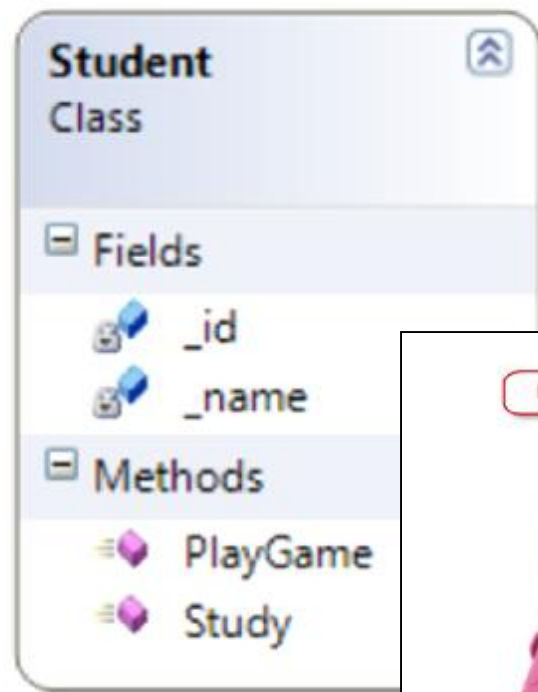 Student
Class
Fields
_id
_name
Methods
PlayGame
Study